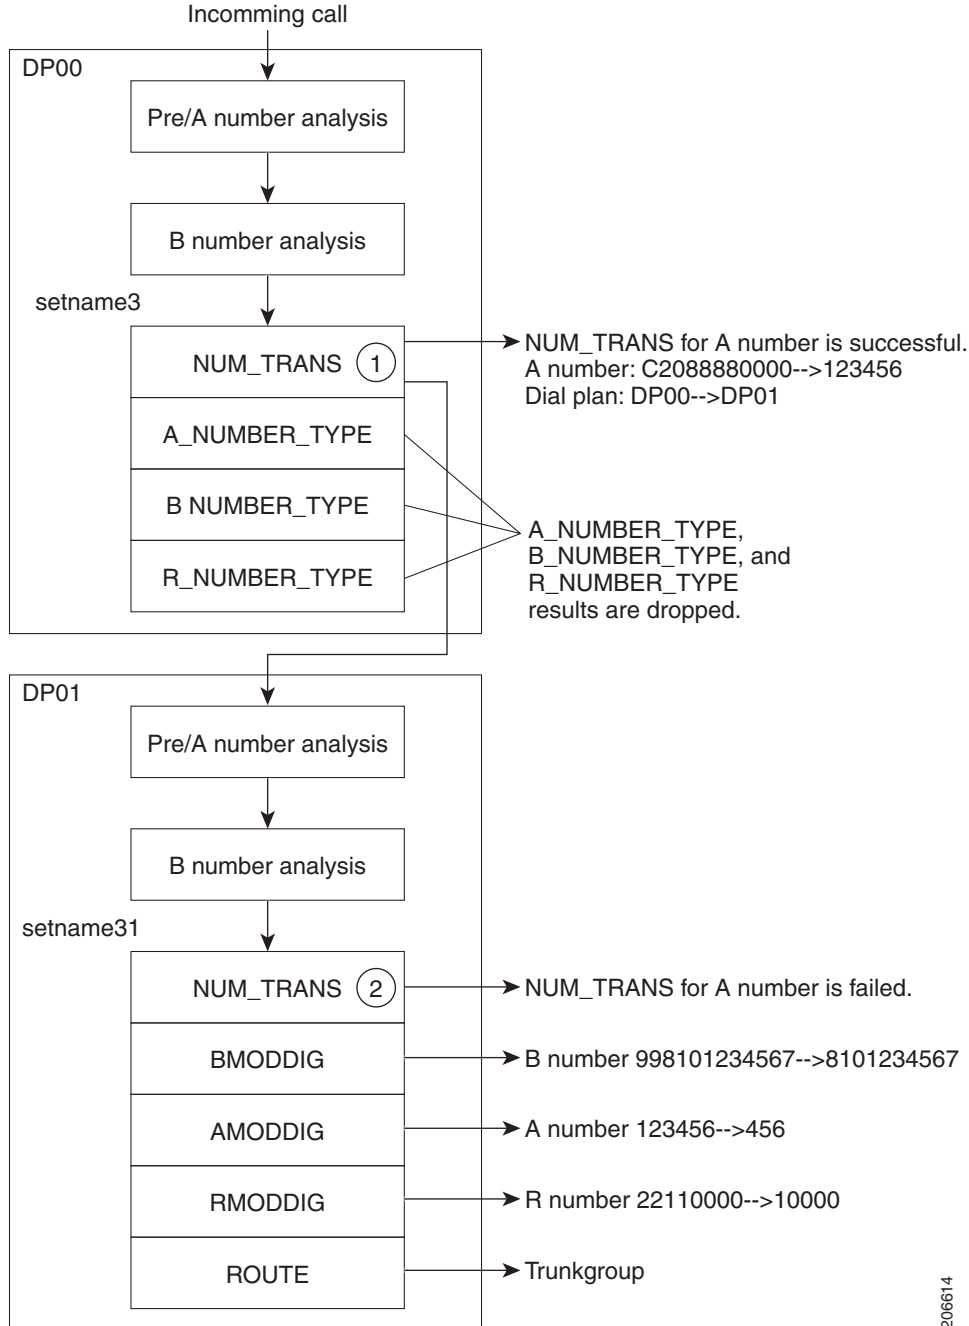 Incomming call
DP00
Pre/A number analysis
B number analysis
setname3
NUM_TRANS 1
NUM_TRANS for A number is successful.
A number: C2088880000-->123456
Dial plan: DP00-->DP01
A_NUMBER_TYPE
B NUMBER_TYPE
R_NUMBER_TYPE
A_NUMBER_TYPE,
B_NUMBER_TYPE, and
R_NUMBER_TYPE
results are dropped.
DP01
Pre/A number analysis
B number analysis
setname31
NUM_TRANS 2
NUM_TRANS for A number is failed.
BMODDIG
B number 998101234567-->8101234567
AMODDIG
A number 123456-->456
RMODDIG
R number 22110000-->10000
ROUTE
Trunkgroup
206614